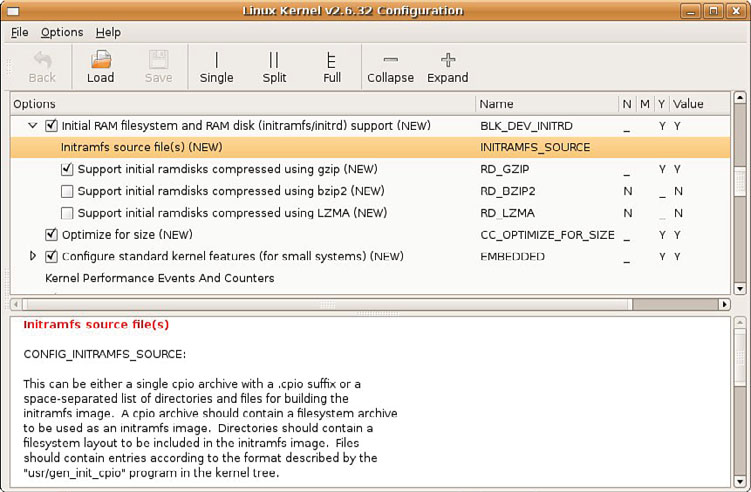 Linux Kernel v2.6.32 Configuration
File Options Help
Back Load Save Single Split Full Collapse Expand
Options Name N M Y Value
Initial RAM filesystem and RAM disk (initramfs/initrd) support (NEW) BLK_DEV_INITRD _ Y Y
Initramfs source file(s) (NEW) INITRAMFS_SOURCE
Support initial ramdisks compressed using gzip (NEW) RD_GZIP _ Y Y
Support initial ramdisks compressed using bzip2 (NEW) RD_BZIP2 N _ N
Support initial ramdisks compressed using LZMA (NEW) RD_LZMA N _ N
Optimize for size (NEW) CC_OPTIMIZE_FOR_SIZE _ Y Y
Configure standard kernel features (for small systems) (NEW) EMBEDDED _ Y Y
Kernel Performance Events And Counters
Initramfs source file(s)
CONFIG_INITRAMFS_SOURCE:
This can be either a single cpio archive with a .cpio suffix or a
space-separated list of directories and files for building the
initramfs image. A cpio archive should contain a filesystem archive
to be used as an initramfs image. Directories should contain a
filesystem layout to be included in the initramfs image. Files
should contain entries according to the format described by the
"usr/gen_init_cpio" program in the kernel tree.